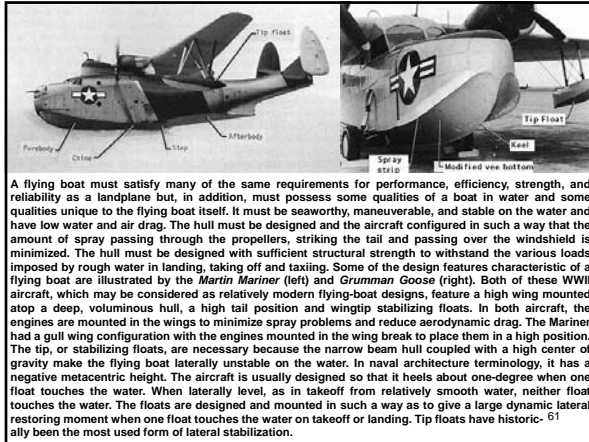 Tip float
Forebody
Chine
Step
Afterbody
Tip Float
Keel
Spray
strip
Modified vee bottom
A flying boat must satisfy many of the same requirements for performance, efficiency, strength, and
reliability as a landplane but, in addition, must possess some qualities of a boat in water and some
qualities unique to the flying boat itself. It must be seaworthy, maneuverable, and stable on the water and
have low water and air drag. The hull must be designed and the aircraft configured in such a way that the
amount of spray passing through the propellers, striking the tail and passing over the windshield is
minimized. The hull must be designed with sufficient structural strength to withstand the various loads
imposed by rough water in landing, taking off and taxiing. Some of the design features characteristic of a
flying boat are illustrated by the Martin Mariner (left) and Grumman Goose (right). Both of these WWII
aircraft, which may be considered as relatively modern flying-boat designs, feature a high wing mounted
atop a deep, voluminous hull, a high tail position and wingtip stabilizing floats. In both aircraft, the
engines are mounted in the wings to minimize spray problems and reduce aerodynamic drag. The Mariner
had a gull wing configuration with the engines mounted in the wing break to place them in a high position.
The tip, or stabilizing floats, are necessary because the narrow beam hull coupled with a high center of
gravity make the flying boat laterally unstable on the water. In naval architecture terminology, it has a
negative metacentric height. The aircraft is usually designed so that it heels about one-degree when one
float touches the water. When laterally level, as in takeoff from relatively smooth water, neither float
touches the water. The floats are designed and mounted in such a way as to give a large dynamic lateral
restoring moment when one float touches the water on takeoff or landing. Tip floats have historic- 61
ally been the most used form of lateral stabilization.